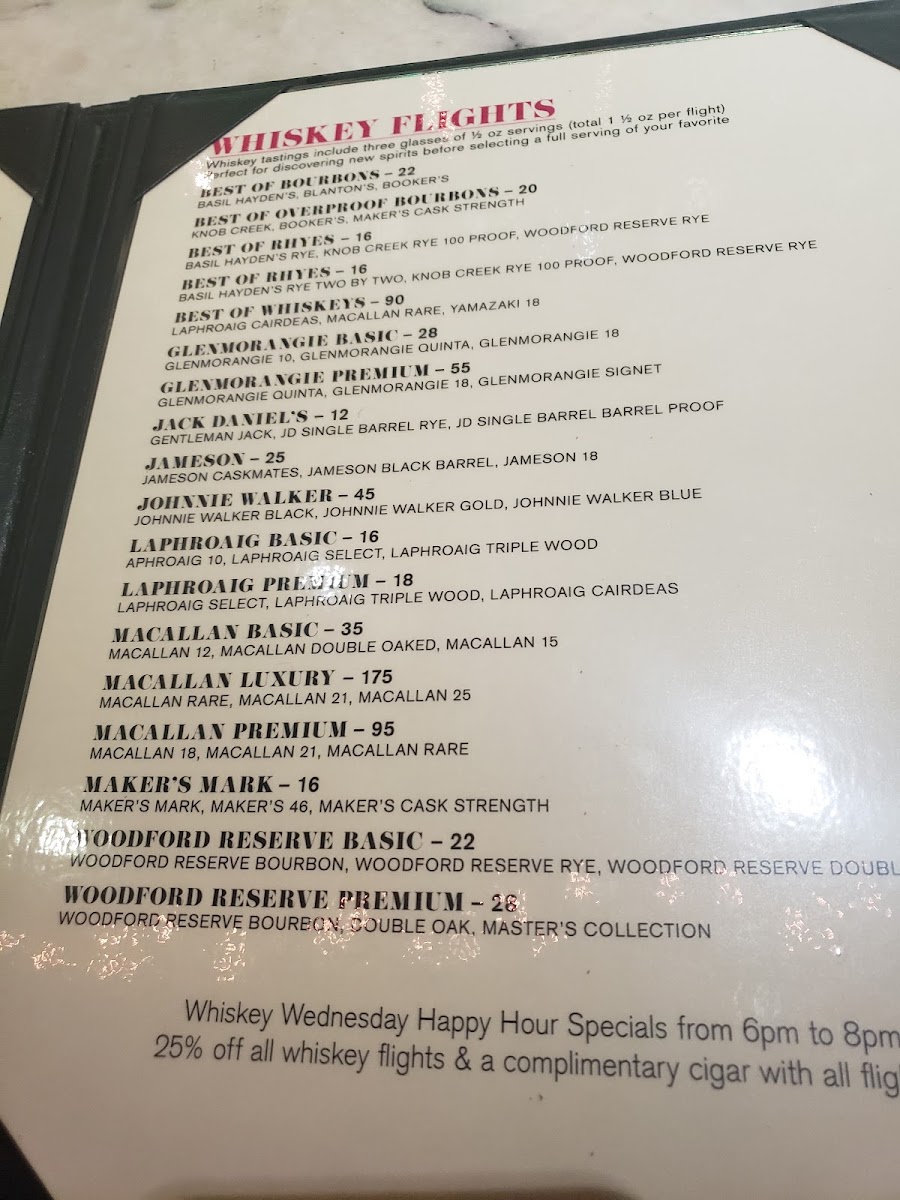 WHISKEY FLIGHTS
Whiskey tastings include three glasses of ½ oz servings (total 1 ½ oz per flight)
Perfect for discovering new spirits before selecting a full serving of your favorite
BEST OF BOURBONS – 22
BASIL HAYDEN'S, BLANTON'S, BOOKER'S
BEST OF OVERPROOF BOURBONS – 20
KNOB CREEK, BOOKER'S, MAKER'S CASK STRENGTH
BEST OF RHYES – 16
BASIL HAYDEN'S RYE, KNOB CREEK RYE 100 PROOF, WOODFORD RESERVE RYE
BEST OF RHYES – 16
BASIL HAYDEN'S RYE TWO BY TWO, KNOB CREEK RYE 100 PROOF, WOODFORD RESERVE RYE
BEST OF WHISKEYS – 90
LAPHROAIG CAIRDEAS, MACALLAN RARE, YAMAZAKI 18
GLENMORANGIE BASIC – 28
GLENMORANGIE 10, GLENMORANGIE QUINTA, GLENMORANGIE 18
GLENMORANGIE PREMIUM – 55
GLENMORANGIE QUINTA, GLENMORANGIE 18, GLENMORANGIE SIGNET
JACK DANIEL'S – 12
GENTLEMAN JACK, JD SINGLE BARREL RYE, JD SINGLE BARREL BARREL PROOF
JAMESON – 25
JAMESON CASKMATES, JAMESON BLACK BARREL, JAMESON 18
JOHNNIE WALKER – 45
JOHNNIE WALKER BLACK, JOHNNIE WALKER GOLD, JOHNNIE WALKER BLUE
LAPHROAIG BASIC – 16
APHROAIG 10, LAPHROAIG SELECT, LAPHROAIG TRIPLE WOOD
LAPHROAIG PREMIUM – 18
LAPHROAIG SELECT, LAPHROAIG TRIPLE WOOD, LAPHROAIG CAIRDEAS
MACALLAN BASIC – 35
MACALLAN 12, MACALLAN DOUBLE OAKED, MACALLAN 15
MACALLAN LUXURY – 175
MACALLAN RARE, MACALLAN 21, MACALLAN 25
MACALLAN PREMIUM – 95
MACALLAN 18, MACALLAN 21, MACALLAN RARE
MAKER'S MARK – 16
MAKER'S MARK, MAKER'S 46, MAKER'S CASK STRENGTH
WOODFORD RESERVE BASIC – 22
WOODFORD RESERVE BOURBON, WOODFORD RESERVE RYE, WOODFORD RESERVE DOUBL
WOODFORD RESERVE PREMIUM – 28
WOODFORD RESERVE BOURBON, DOUBLE OAK, MASTER'S COLLECTION
Whiskey Wednesday Happy Hour Specials from 6pm to 8pm
25% off all whiskey flights & a complimentary cigar with all flig